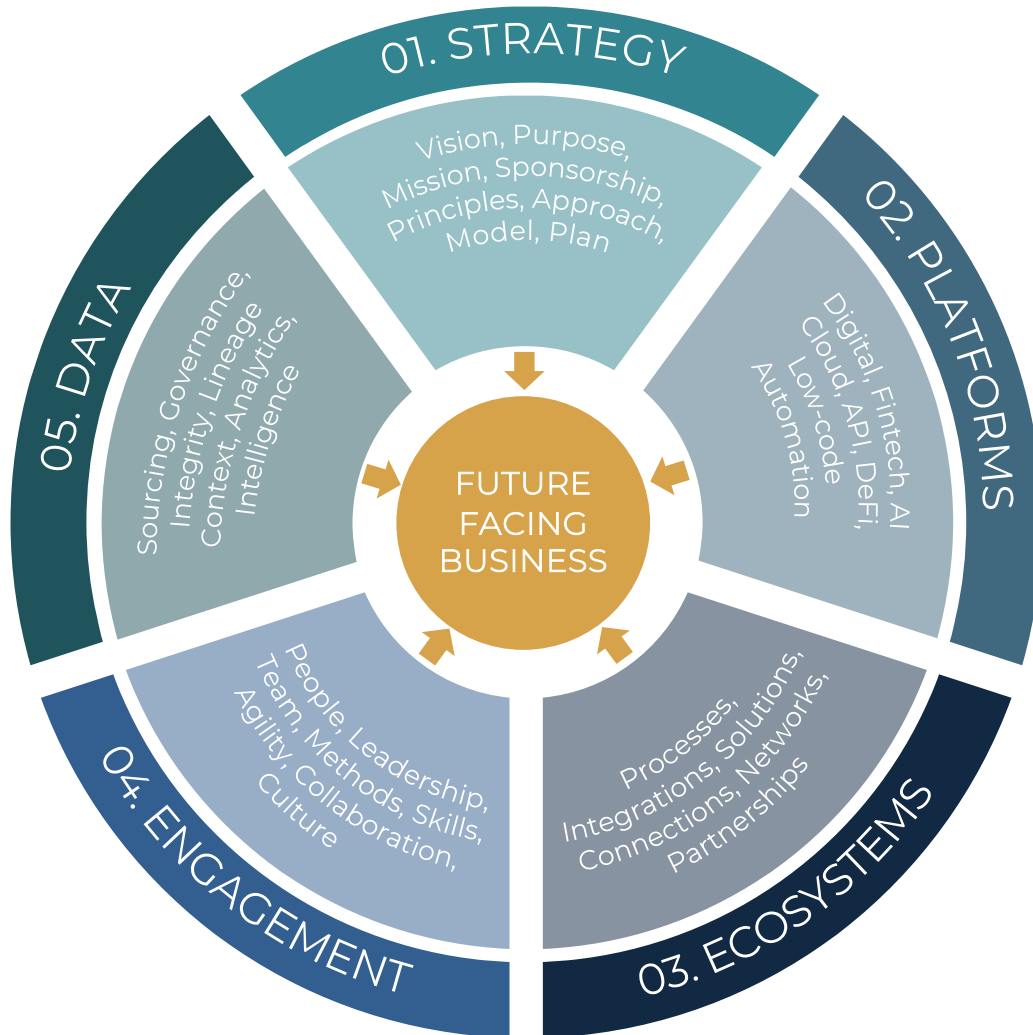 01. STRATEGY
Vision, Purpose,
Mission, Sponsorship,
Principles, Approach,
Model, Plan
02. PLATFORMS
Digital, Fintech, AI
Cloud, API, DeFi,
Low-code
Automation
03. ECOSYSTEMS
Processes,
Integrations, Solutions,
Connections, Networks,
Partnerships
04. ENGAGEMENT
People, Leadership,
Team, Methods, Skills,
Agility, Collaboration,
Culture
05. DATA
Sourcing, Governance,
Integrity, Lineage
Context, Analytics,
Intelligence
FUTURE
FACING
BUSINESS